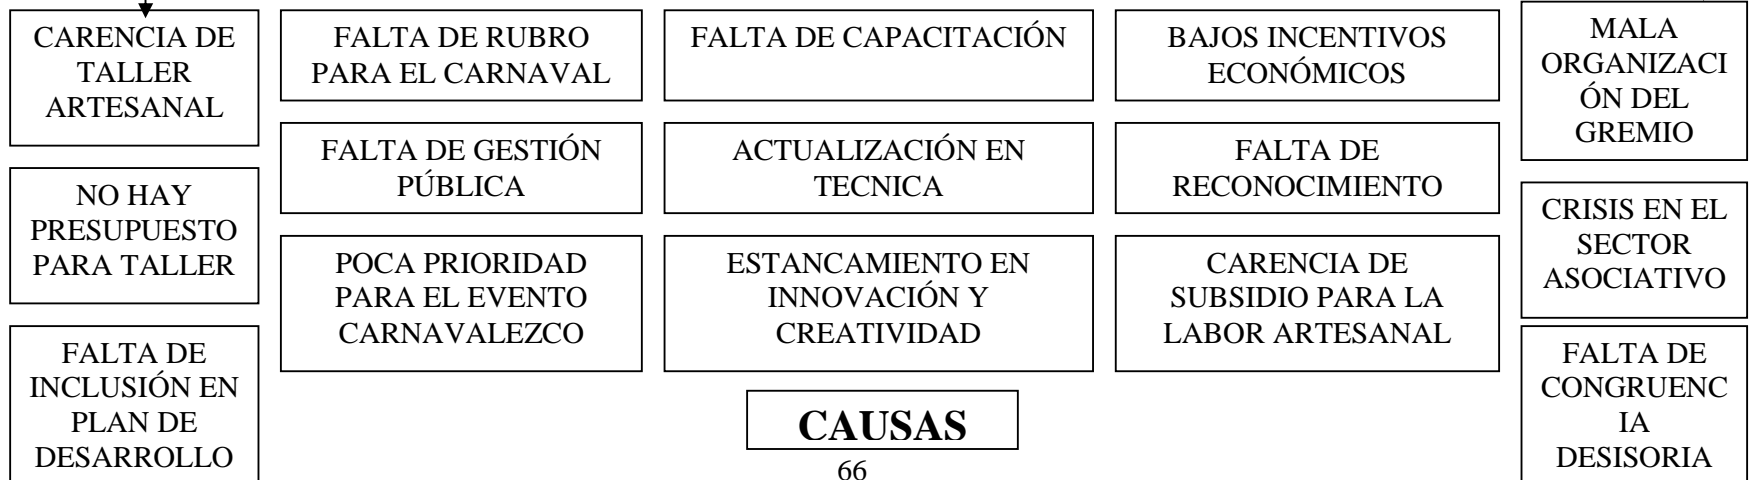 CARENCIA DE
TALLER
ARTESANAL
NO HAY
PRESUPUESTO
PARA TALLER
FALTA DE
INCLUSIÓN EN
PLAN DE
DESARROLLO
FALTA DE RUBRO
PARA EL CARNAVAL
FALTA DE GESTIÓN
PÚBLICA
POCA PRIORIDAD
PARA EL EVENTO
CARNAVALEZCO
FALTA DE CAPACITACIÓN
ACTUALIZACIÓN EN
TECNICA
ESTANCAMIENTO EN
INNOVACIÓN Y
CREATIVIDAD
BAJOS INCENTIVOS
ECONÓMICOS
FALTA DE
RECONOCIMIENTO
CARENCIA DE
SUBSIDIO PARA LA
LABOR ARTESANAL
MALA
ORGANIZACI
ÓN DEL
GREMIO
CRISIS EN EL
SECTOR
ASOCIATIVO
FALTA DE
CONGRUENC
IA
DESISORIA
CAUSAS
66